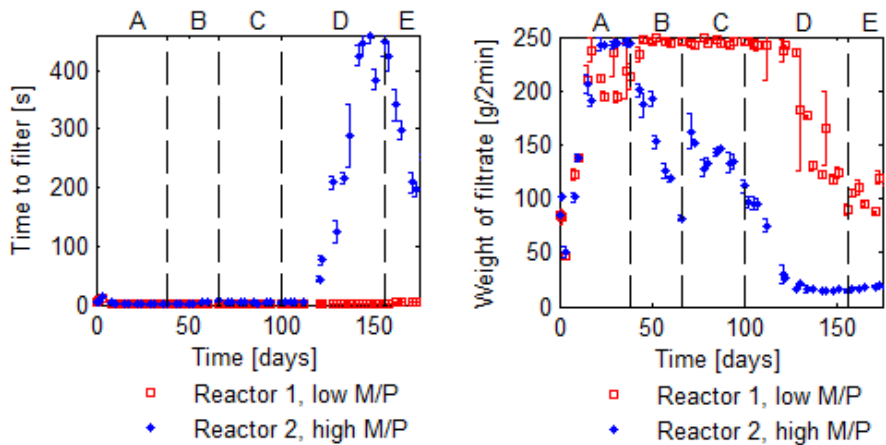 A B C D E
Time to filter [s]
400
300
200
100
0
0 50 100 150
Time [days]
Reactor 1, low M/P
Reactor 2, high M/P
A B C D E
Weight of filtrate [g/2min]
250
200
150
100
50
0
0 50 100 150
Time [days]
Reactor 1, low M/P
Reactor 2, high M/P